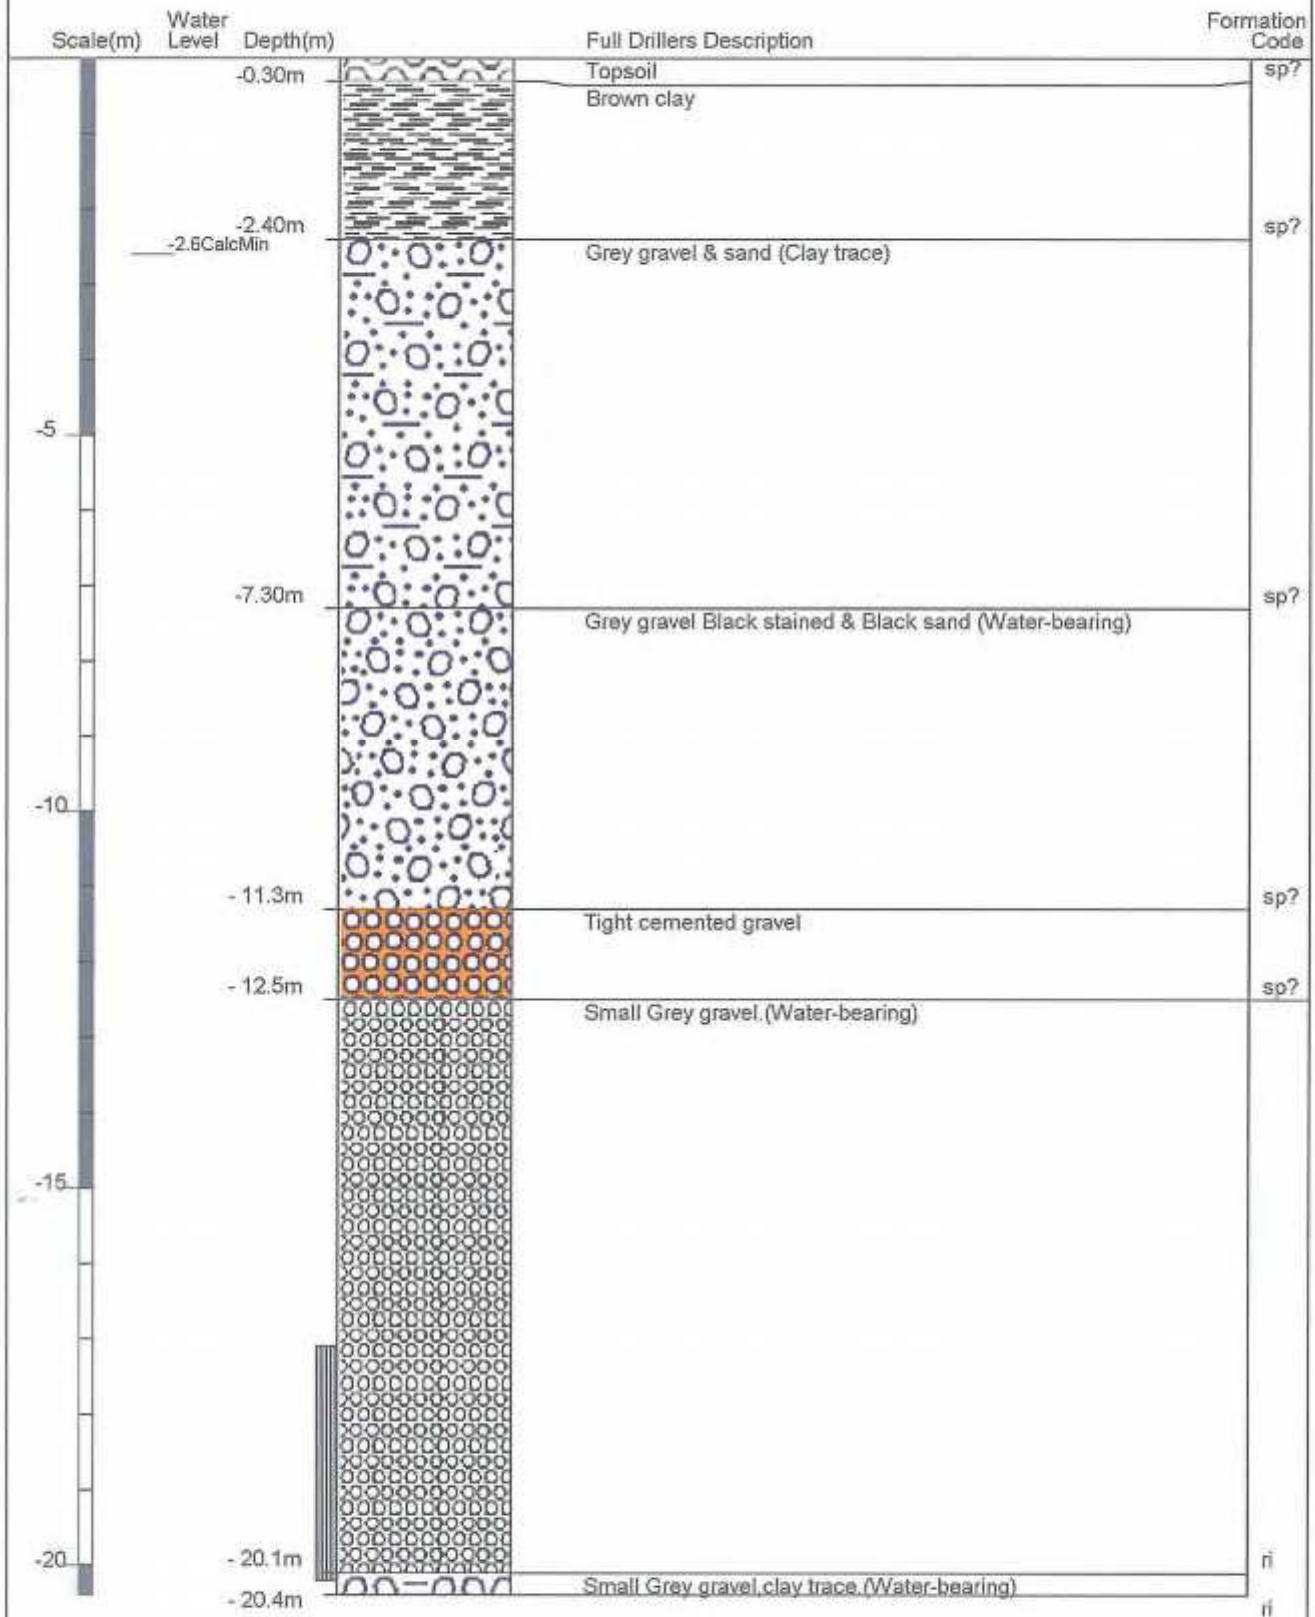 Scale(m) Water Level Depth(m) Full Drillers Description Formation Code
-0.30m Topsoil sp?
Brown clay
-2.40m sp?
-2.6CalcMin Grey gravel & sand (Clay trace)
-5
-7.30m sp?
Grey gravel Black stained & Black sand (Water-bearing)
-10
- 11.3m sp?
Tight cemented gravel
- 12.5m sp?
Small Grey gravel.(Water-bearing)
-15
-20 - 20.1m ri
Small Grey gravel,clay trace.(Water-bearing)
- 20.4m ri